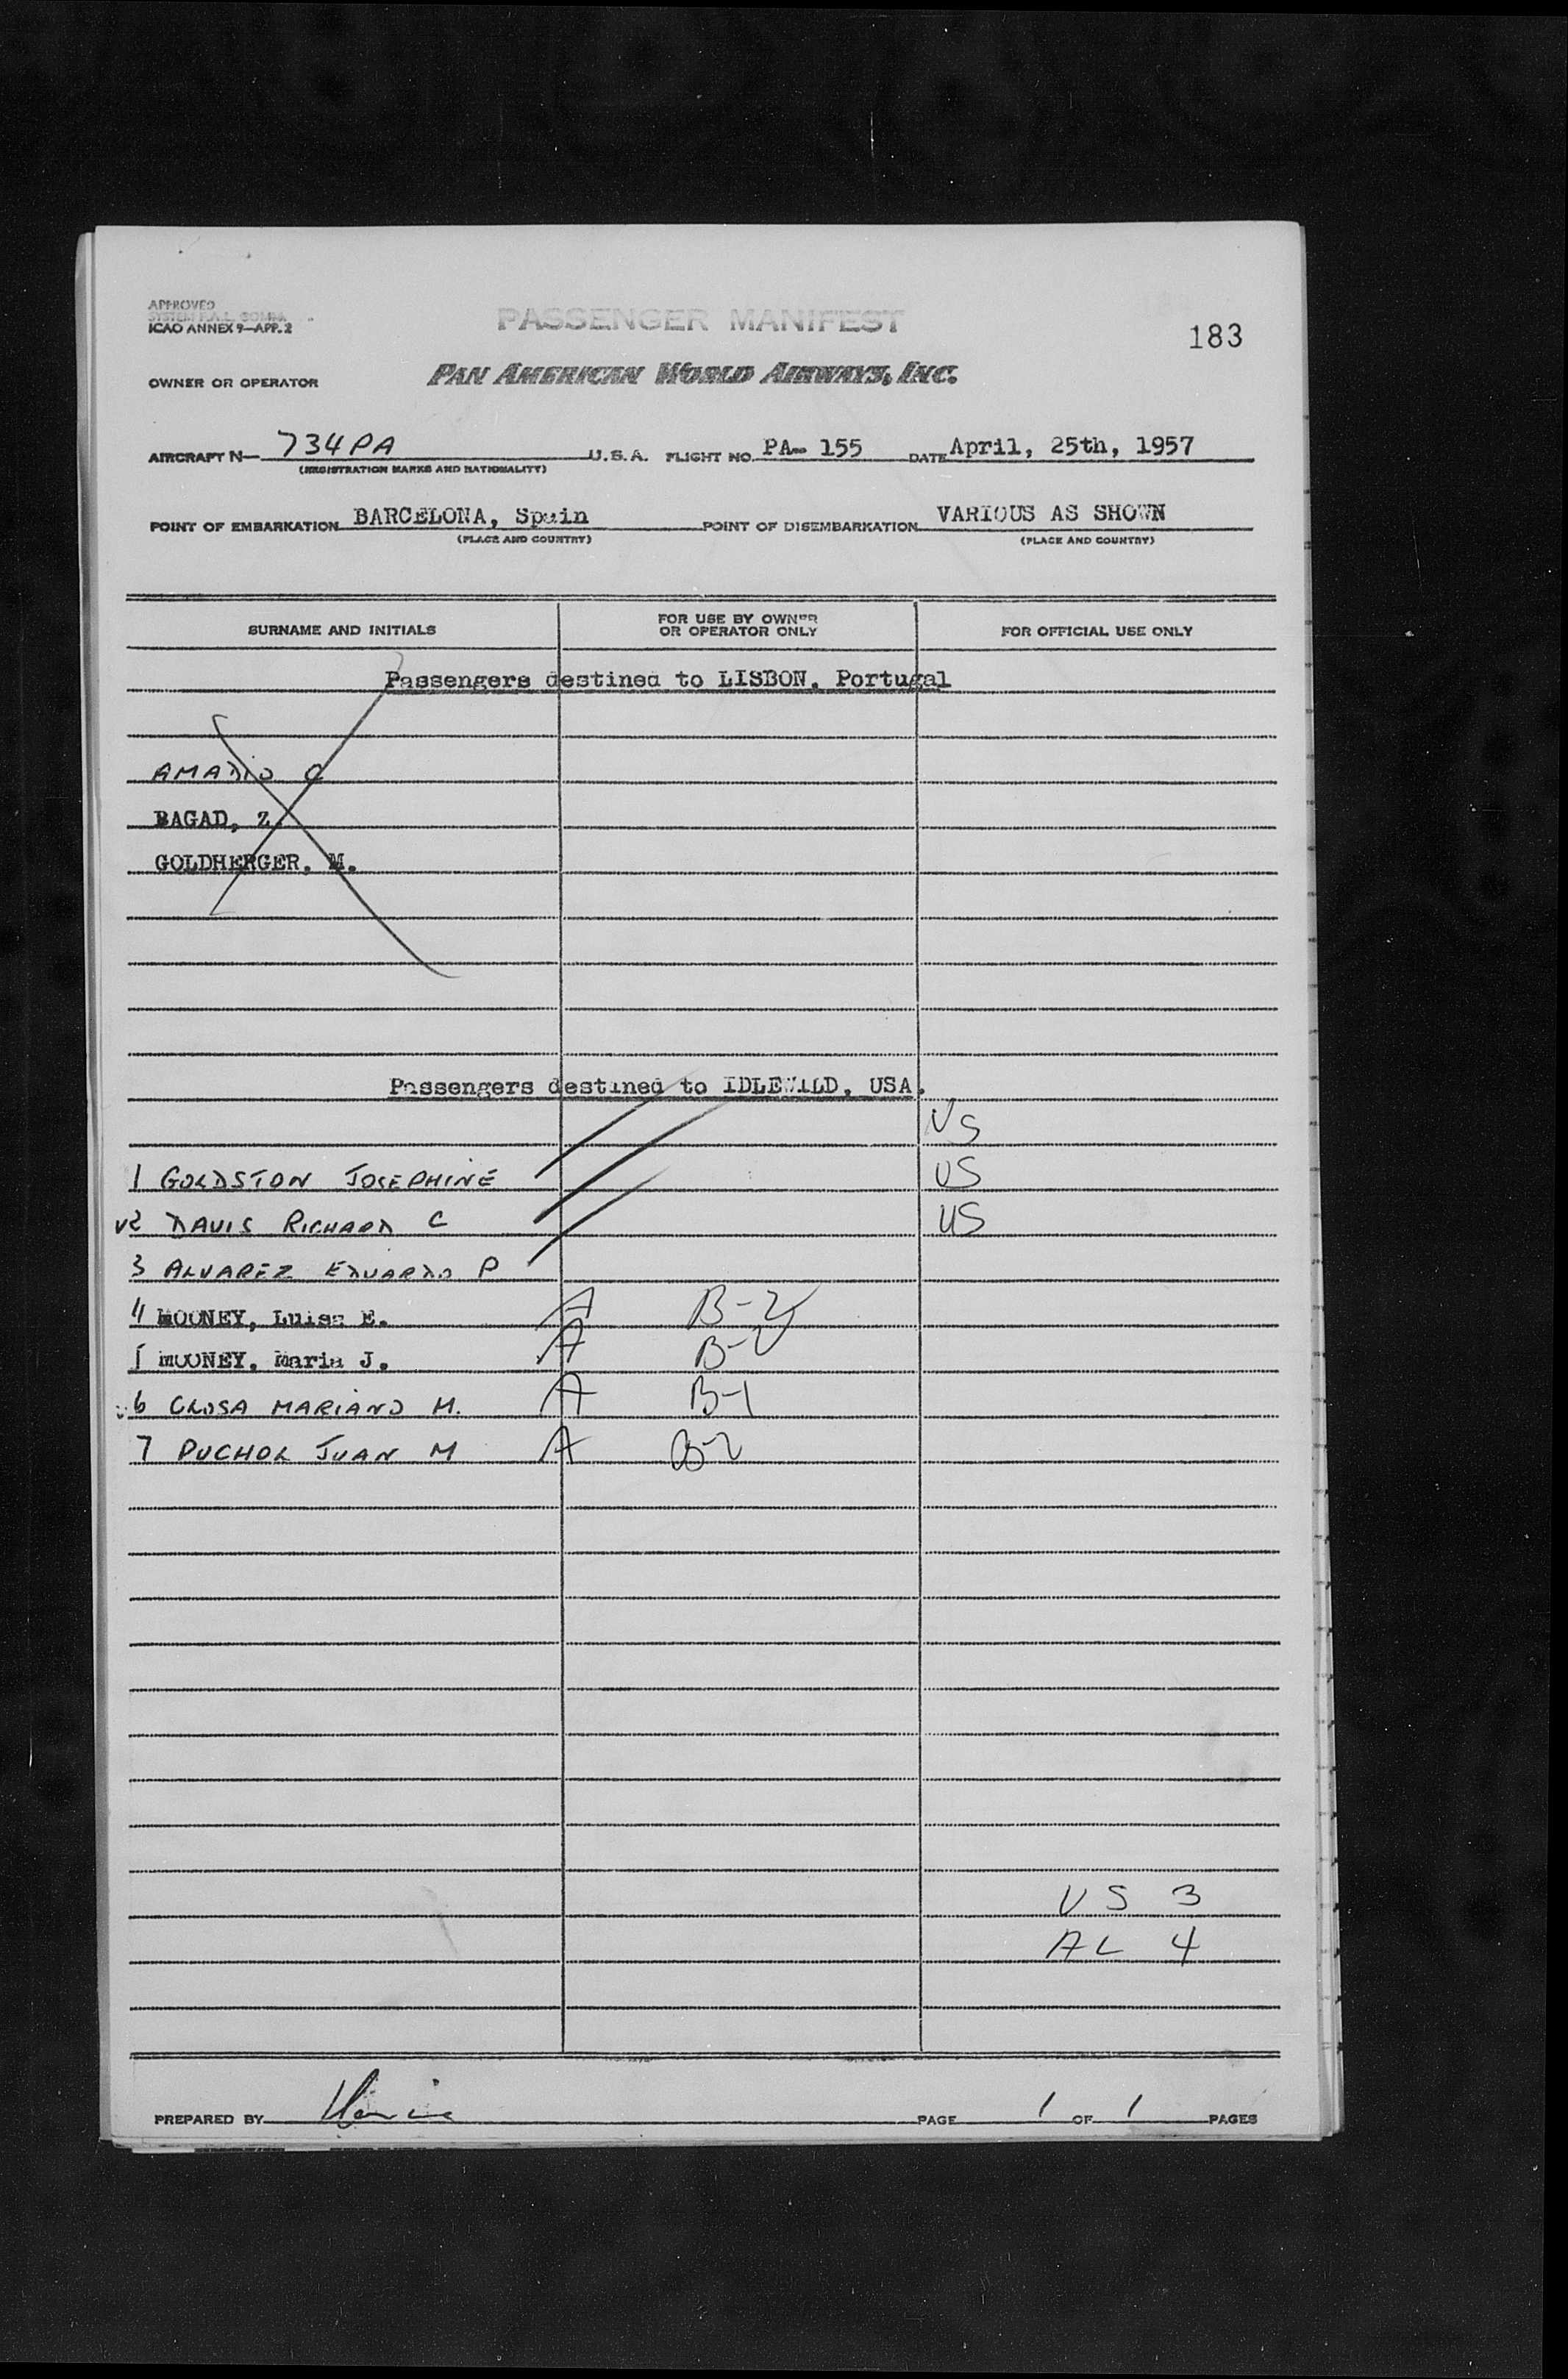 APPROVED
SYSTEM F.A.L. COMM.
ICAO ANNEX 9—APP. 2
PASSENGER MANIFEST
183
OWNER OR OPERATOR PAN AMERICAN WORLD AIRWAYS, INC.
AIRCRAFT N— 734PA U.S.A. FLIGHT NO. PA- 155 DATE April, 25th, 1957
(REGISTRATION MARKS AND NATIONALITY)
POINT OF EMBARKATION BARCELONA, Spain POINT OF DISEMBARKATION VARIOUS AS SHOWN
(PLACE AND COUNTRY) (PLACE AND COUNTRY)
SURNAME AND INITIALS FOR USE BY OWNER OR OPERATOR ONLY FOR OFFICIAL USE ONLY
Passengers destined to LISBON, Portugal
AMADIO C
BAGAD, Z.
GOLDHERGER, M.
Passengers destined to IDLEWILD, USA.
US
1 GOLDSTON JOSEPHINE US
v2 DAVIS RICHARD C US
3 ALVAREZ EDUARDO P
4 MOONEY, Luisa E. A B-2
5 MOONEY, Maria J. A B-2
6 CLOSA MARIANO M. A B-1
7 PUCHOL JUAN M A B-2
US 3
AL 4
PREPARED BY PAGE 1 OF 1 PAGES